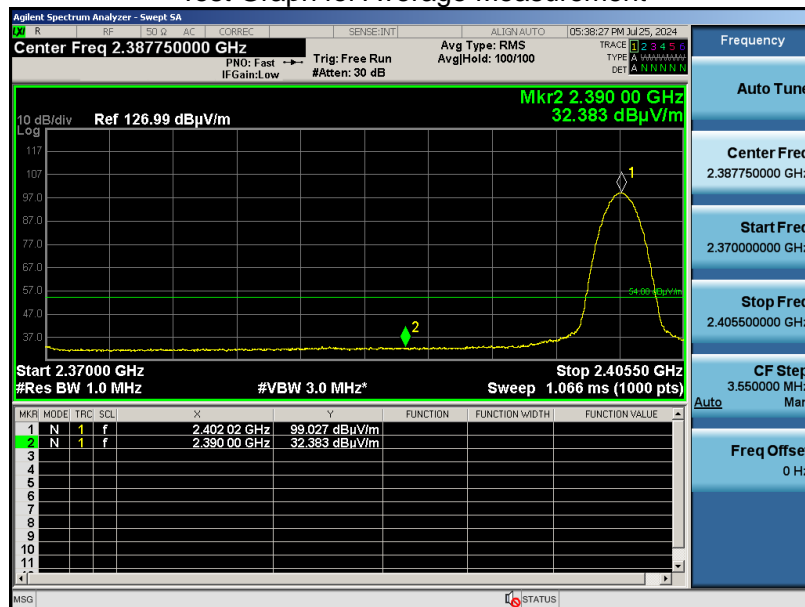 Test Graph for Average Measurement
Agilent Spectrum Analyzer - Swept SA
LXI R RF 50 Ω AC CORREC SENSE:INT ALIGN AUTO 05:38:27 PM Jul 25, 2024
Center Freq 2.387750000 GHz
PNO: Fast
IFGain:Low
Trig: Free Run
#Atten: 30 dB
Avg Type: RMS
Avg|Hold: 100/100
TRACE 1 2 3 4 5 6
TYPE A WWWWW
DET A N N N N N
Mkr2 2.390 00 GHz
32.383 dBµV/m
10 dB/div Ref 126.99 dBµV/m
Log
117
107
97.0
87.0
77.0
67.0
57.0
47.0
37.0
1
54.00 dBµV/m
2
Start 2.37000 GHz Stop 2.40550 GHz
#Res BW 1.0 MHz #VBW 3.0 MHz* Sweep 1.066 ms (1000 pts)
MKR MODE TRC SCL X Y FUNCTION FUNCTION WIDTH FUNCTION VALUE
1 N 1 f 2.402 02 GHz 99.027 dBµV/m
2 N 1 f 2.390 00 GHz 32.383 dBµV/m
3
4
5
6
7
8
9
10
11
MSG STATUS
Frequency
Auto Tune
Center Freq
2.387750000 GHz
Start Freq
2.370000000 GHz
Stop Freq
2.405500000 GHz
CF Step
3.550000 MHz
Auto Man
Freq Offset
0 Hz